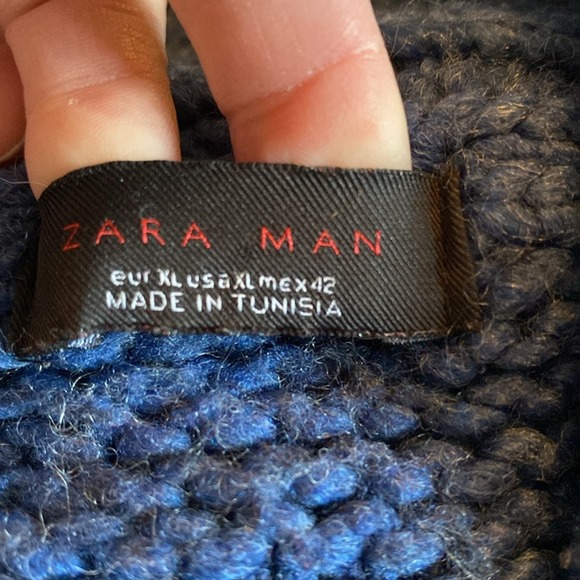 ZARA MAN
eur XL usa XL mex 42
MADE IN TUNISIA